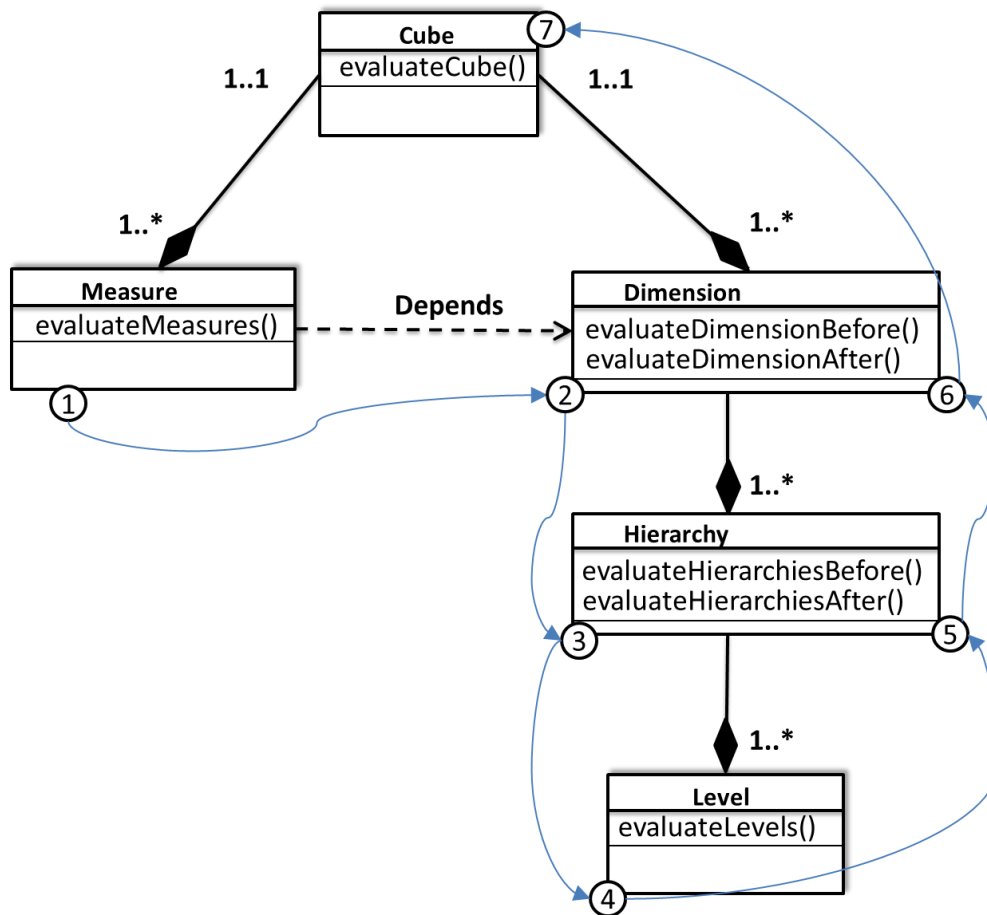 Cube
7
evaluateCube()
1..1
1..1
1..*
1..*
Measure
evaluateMeasures()
Depends
Dimension
evaluateDimensionBefore()
evaluateDimensionAfter()
1
2
6
1..*
Hierarchy
evaluateHierarchiesBefore()
evaluateHierarchiesAfter()
3
5
1..*
Level
evaluateLevels()
4